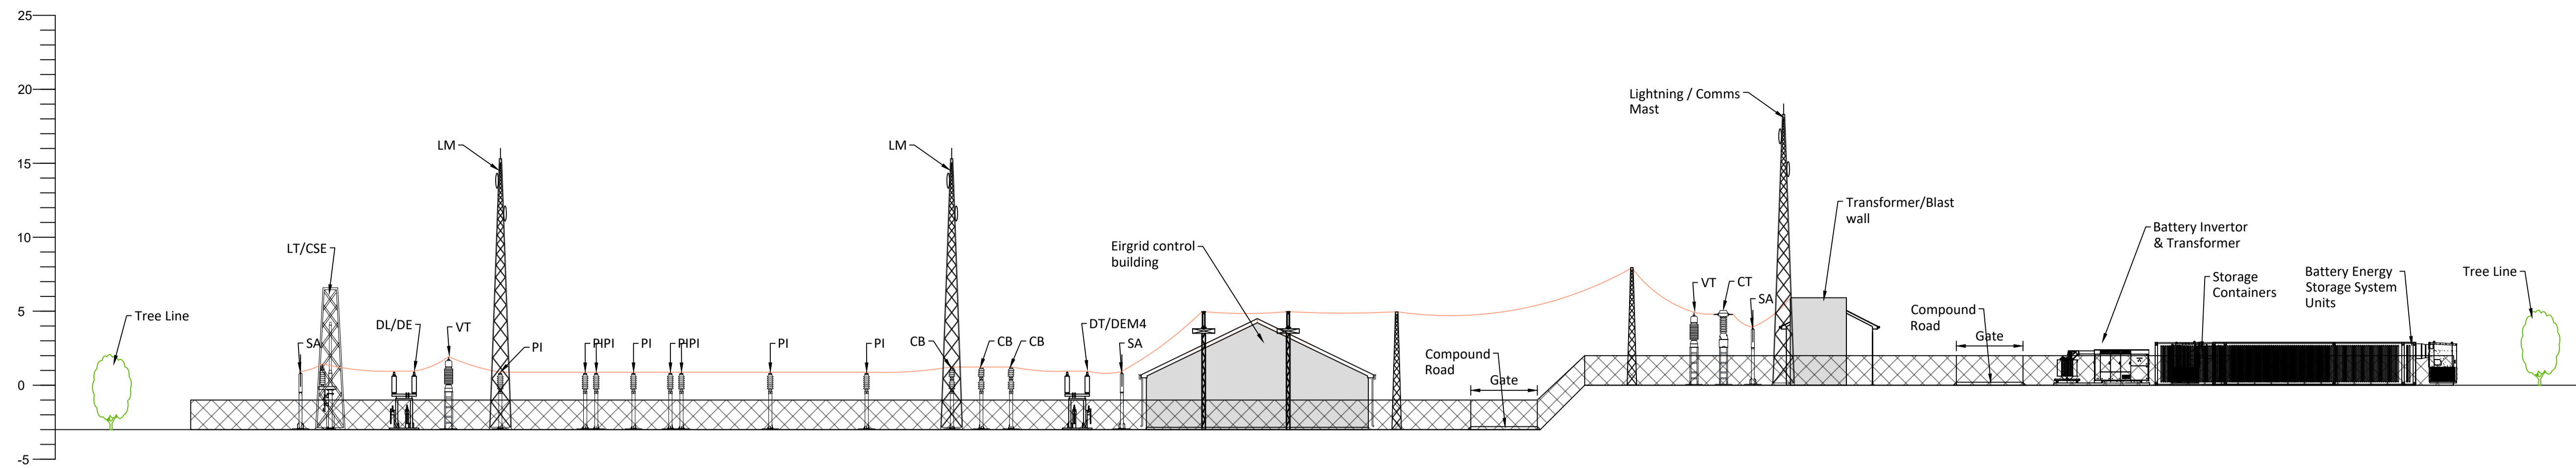 25
20
15
10
5
0
-5
Tree Line
LT/CSE
SA
DL/DE
VT
LM
PI
PIPI
PI
PIPI
PI
PI
LM
CB
CB
CB
DT/DEM4
SA
Eirgrid control
building
Compound
Road
Gate
Lightning / Comms
Mast
VT
CT
SA
Transformer/Blast
wall
Compound
Road
Gate
Battery Invertor
& Transformer
Storage
Containers
Battery Energy
Storage System
Units
Tree Line